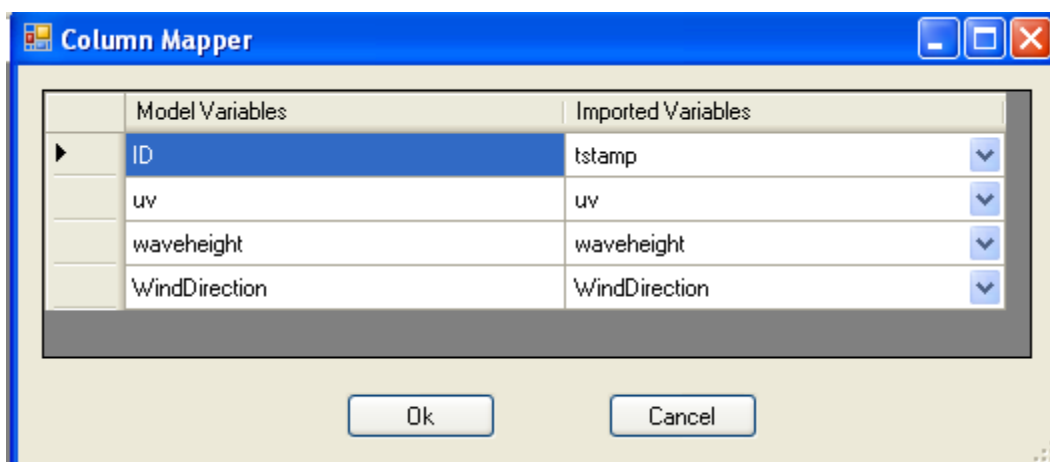 Column Mapper
Model Variables Imported Variables
ID tstamp
uv uv
waveheight waveheight
WindDirection WindDirection
Ok Cancel